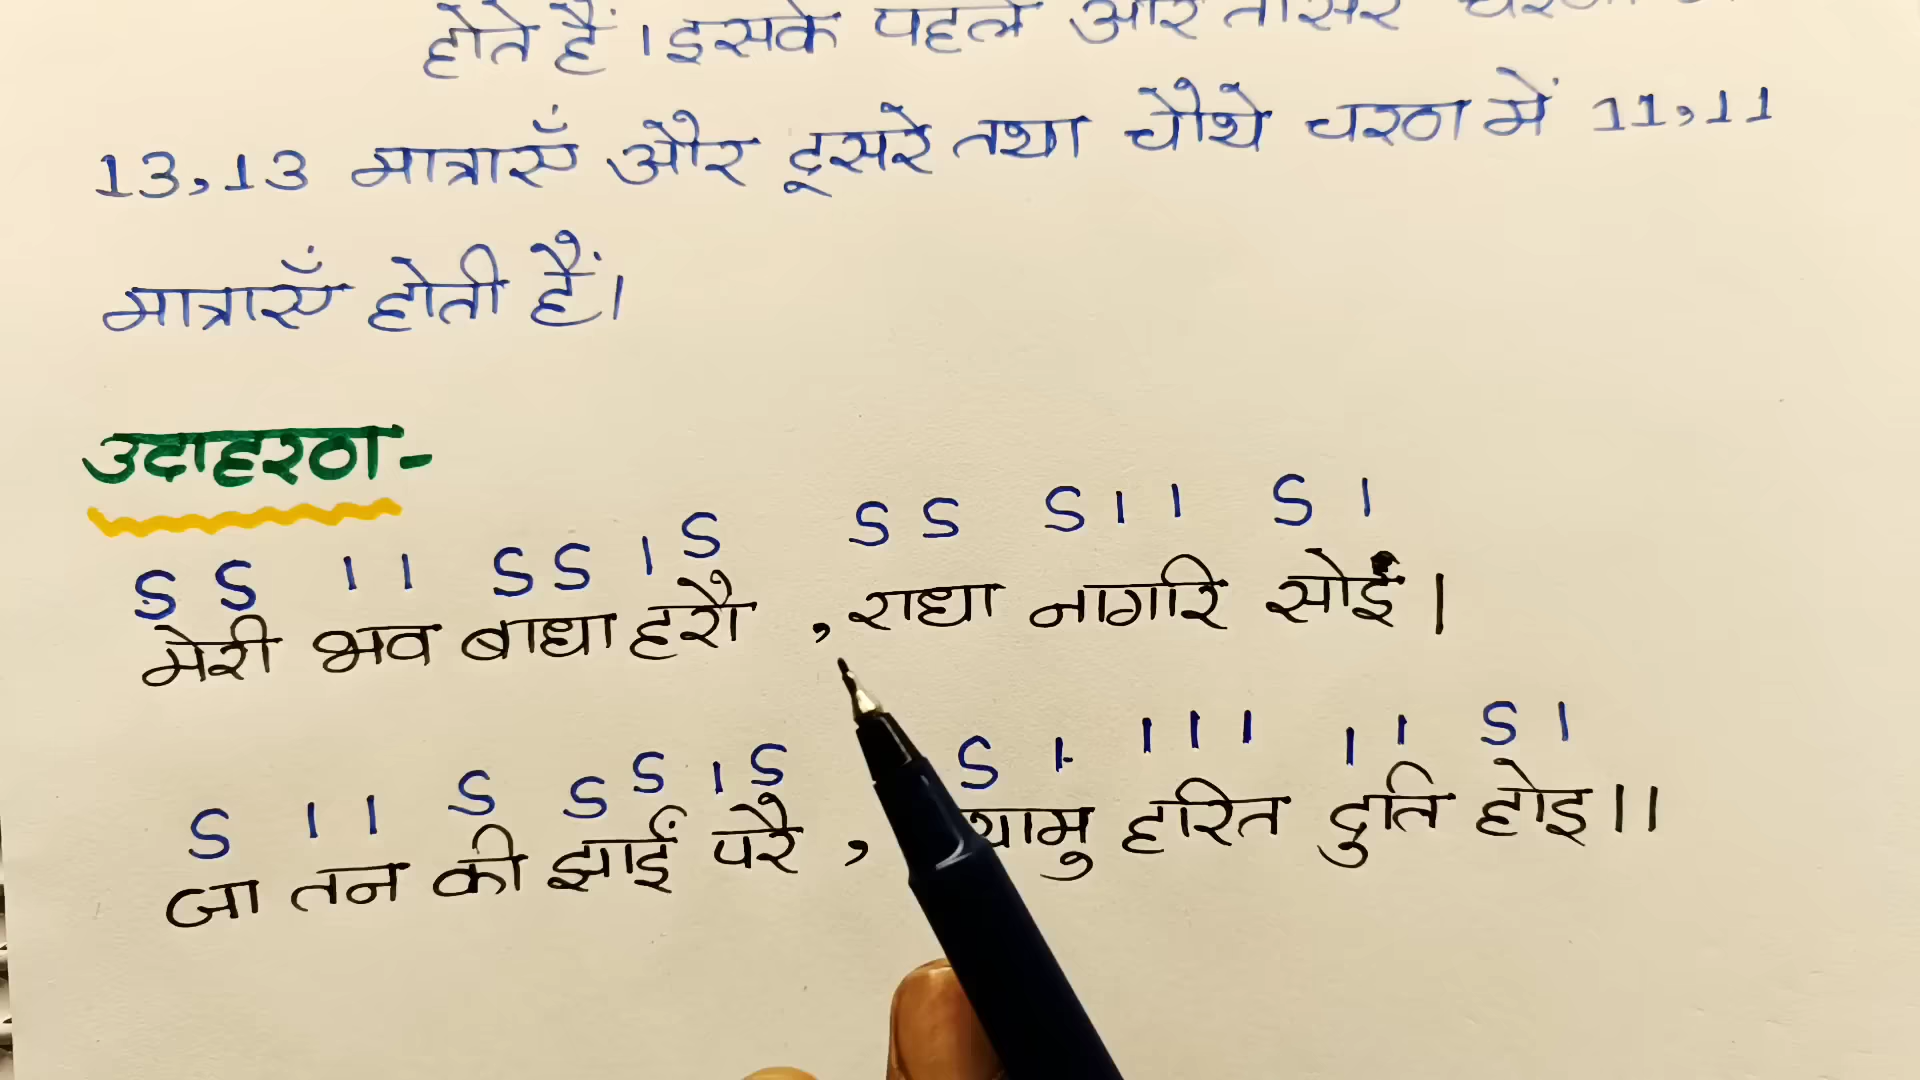 होते हैं। इसके पहले और तीसरे
13,13 मात्राएँ और दूसरे तथा चौथे चरण में 11,11
मात्राएँ होती हैं।
उदाहरण-
S S I I S S I S S S S I I S I
मेरी भव बाधा हरौ , राधा नागरि सोई |
S I I S S S I S S I I I I I I S I
जा तन की झाईं परै , श्यामु हरित दुति होइ।।